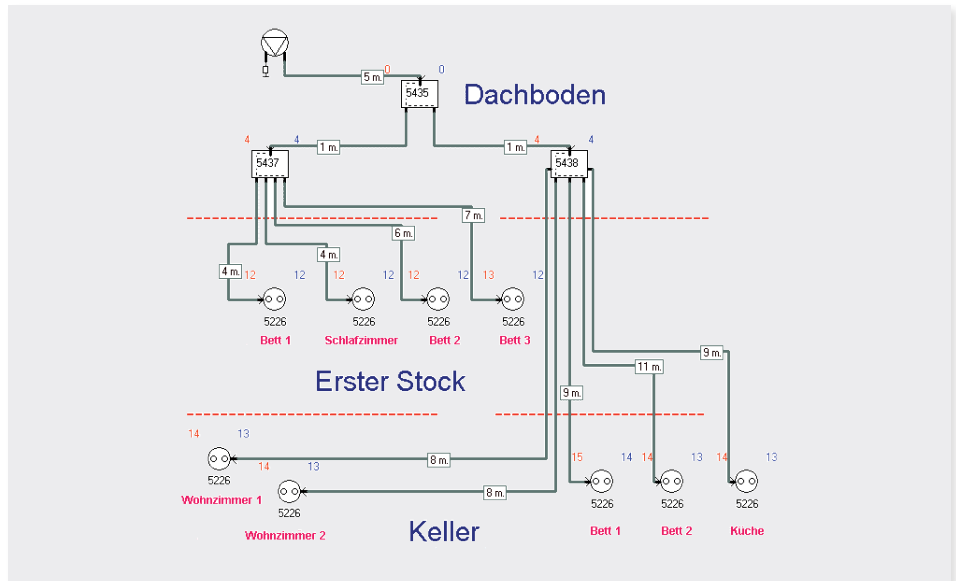 0 0
5 m.
5435
Dachboden
4 4
1 m.
1 m.
4 4
5437
5438
7 m.
6 m.
4 m.
4 m.
12 12
12 12
12 12
13 12
5226
5226
5226
5226
Bett 1
Schlafzimmer
Bett 2
Bett 3
9 m.
11 m.
Erster Stock
9 m.
14 13
8 m.
14 13
15 14
14 13
14 13
5226
Wohnzimmer 1
8 m.
5226
Wohnzimmer 2
5226
5226
5226
Keller
Bett 1
Bett 2
Kuche